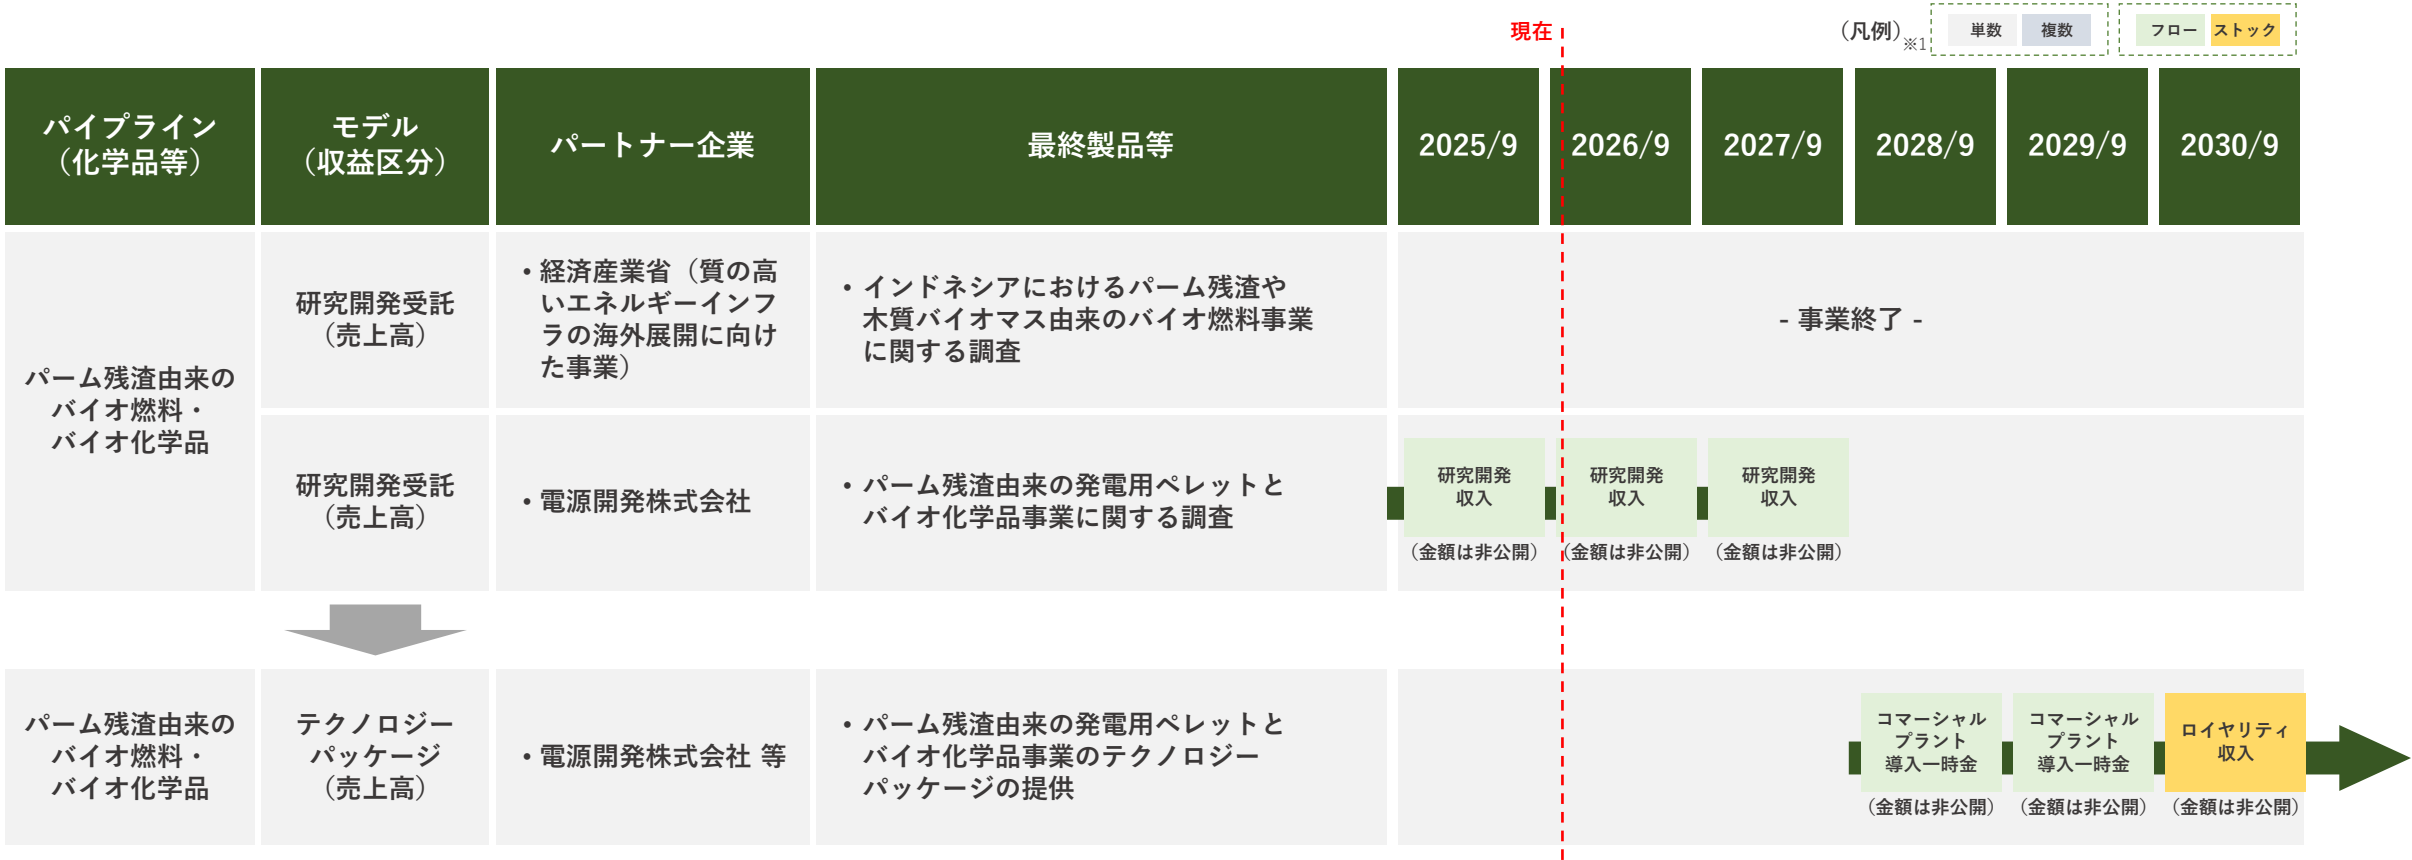 現在
（凡例）※1
単数
複数
フロー
ストック
パイプライン
（化学品等）
モデル
（収益区分）
パートナー企業
最終製品等
2025/9
2026/9
2027/9
2028/9
2029/9
2030/9
パーム残渣由来の
バイオ燃料・
バイオ化学品
研究開発受託
（売上高）
・経済産業省（質の高
いエネルギーインフ
ラの海外展開に向け
た事業）
・インドネシアにおけるパーム残渣や
木質バイオマス由来のバイオ燃料事業
に関する調査
- 事業終了 -
研究開発受託
（売上高）
・電源開発株式会社
・パーム残渣由来の発電用ペレットと
バイオ化学品事業に関する調査
研究開発
収入
（金額は非公開）
研究開発
収入
（金額は非公開）
研究開発
収入
（金額は非公開）
パーム残渣由来の
バイオ燃料・
バイオ化学品
テクノロジー
パッケージ
（売上高）
・電源開発株式会社 等
・パーム残渣由来の発電用ペレットと
バイオ化学品事業のテクノロジー
パッケージの提供
コマーシャル
プラント
導入一時金
（金額は非公開）
コマーシャル
プラント
導入一時金
（金額は非公開）
ロイヤリティ
収入
（金額は非公開）